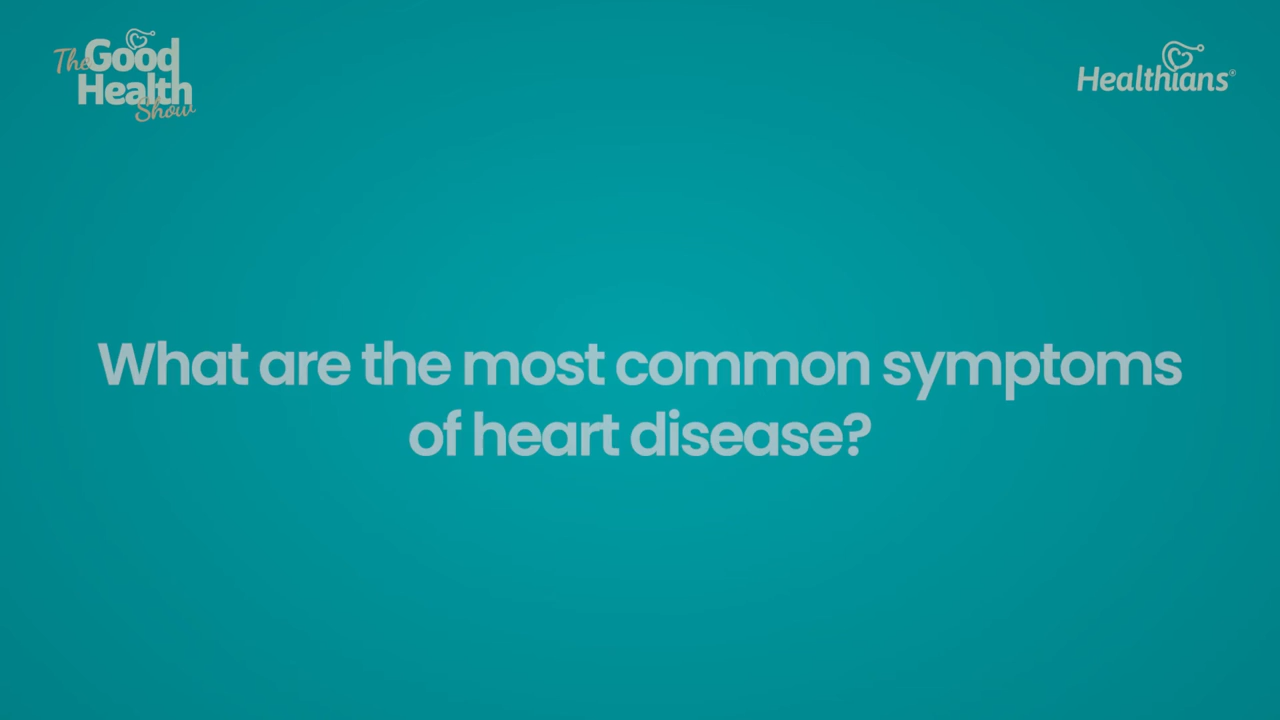 The Good
Health
Show
Healthians®
What are the most common symptoms
of heart disease?